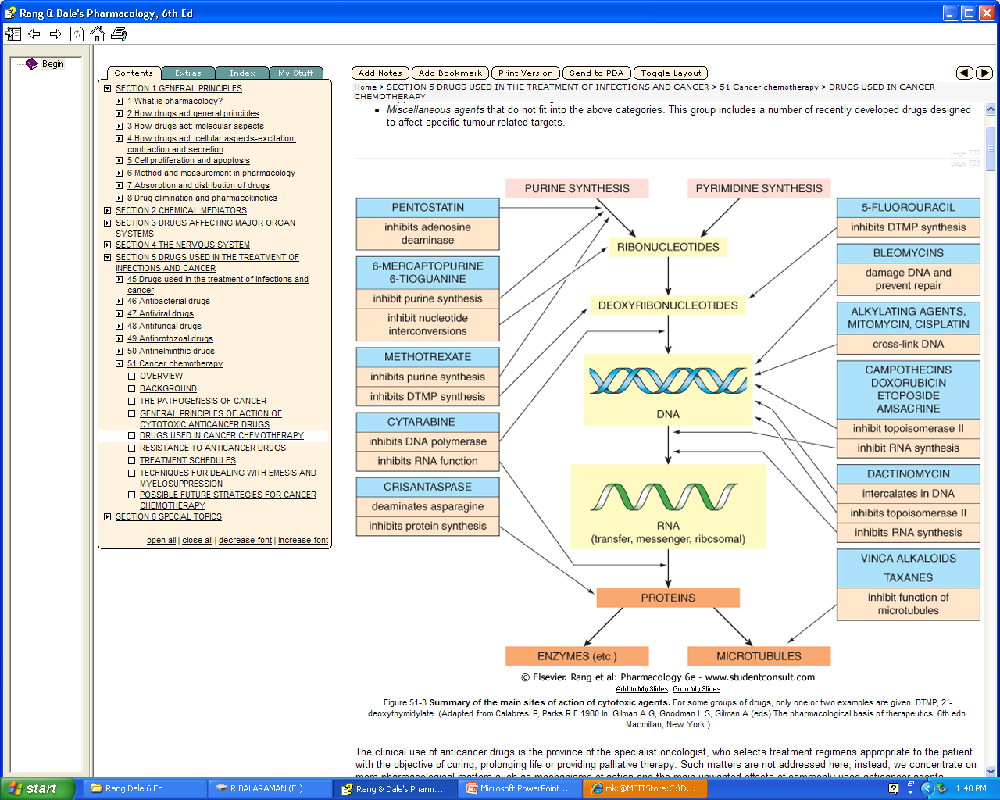 Rang & Dale's Pharmacology, 6th Ed
Begin
Contents
Extras
Index
My Stuff
SECTION 1 GENERAL PRINCIPLES
1 What is pharmacology?
2 How drugs act:general principles
3 How drugs act: molecular aspects
4 How drugs act: cellular aspects-excitation,
contraction and secretion
5 Cell proliferation and apoptosis
6 Method and measurement in pharmacology
7 Absorption and distribution of drugs
8 Drug elimination and pharmacokinetics
SECTION 2 CHEMICAL MEDIATORS
SECTION 3 DRUGS AFFECTING MAJOR ORGAN
SYSTEMS
SECTION 4 THE NERVOUS SYSTEM
SECTION 5 DRUGS USED IN THE TREATMENT OF
INFECTIONS AND CANCER
45 Drugs used in the treatment of infections and
cancer
46 Antibacterial drugs
47 Antiviral drugs
48 Antifungal drugs
49 Antiprotozoal drugs
50 Antihelminthic drugs
51 Cancer chemotherapy
OVERVIEW
BACKGROUND
THE PATHOGENESIS OF CANCER
GENERAL PRINCIPLES OF ACTION OF
CYTOTOXIC ANTICANCER DRUGS
DRUGS USED IN CANCER CHEMOTHERAPY
RESISTANCE TO ANTICANCER DRUGS
TREATMENT SCHEDULES
TECHNIQUES FOR DEALING WITH EMESIS AND
MYELOSUPPRESSION
POSSIBLE FUTURE STRATEGIES FOR CANCER
CHEMOTHERAPY
SECTION 6 SPECIAL TOPICS
open all | close all | decrease font | increase font
Add Notes
Add Bookmark
Print Version
Send to PDA
Toggle Layout
Home > SECTION 5 DRUGS USED IN THE TREATMENT OF INFECTIONS AND CANCER > 51 Cancer chemotherapy > DRUGS USED IN CANCER
CHEMOTHERAPY
• Miscellaneous agents that do not fit into the above categories. This group includes a number of recently developed drugs designed
to affect specific tumour-related targets.
page 722
page 723
PURINE SYNTHESIS
PYRIMIDINE SYNTHESIS
RIBONUCLEOTIDES
DEOXYRIBONUCLEOTIDES
DNA
RNA
(transfer, messenger, ribosomal)
PROTEINS
ENZYMES (etc.)
MICROTUBULES
PENTOSTATIN
inhibits adenosine
deaminase
6-MERCAPTOPURINE
6-TIOGUANINE
inhibit purine synthesis
inhibit nucleotide
interconversions
METHOTREXATE
inhibits purine synthesis
inhibits DTMP synthesis
CYTARABINE
inhibits DNA polymerase
inhibits RNA function
CRISANTASPASE
deaminates asparagine
inhibits protein synthesis
5-FLUOROURACIL
inhibits DTMP synthesis
BLEOMYCINS
damage DNA and
prevent repair
ALKYLATING AGENTS,
MITOMYCIN, CISPLATIN
cross-link DNA
CAMPOTHECINS
DOXORUBICIN
ETOPOSIDE
AMSACRINE
inhibit topoisomerase II
inhibit RNA synthesis
DACTINOMYCIN
intercalates in DNA
inhibits topoisomerase II
inhibits RNA synthesis
VINCA ALKALOIDS
TAXANES
inhibit function of
microtubules
© Elsevier. Rang et al: Pharmacology 6e - www.studentconsult.com
Add to My Slides Go to My Slides
Figure 51-3 Summary of the main sites of action of cytotoxic agents. For some groups of drugs, only one or two examples are given. DTMP, 2´-
deoxythymidylate. (Adapted from Calabresi P, Parks R E 1980 In: Gilman A G, Goodman L S, Gilman A (eds) The pharmacological basis of therapeutics, 6th edn.
Macmillan, New York.)
The clinical use of anticancer drugs is the province of the specialist oncologist, who selects treatment regimens appropriate to the patient
with the objective of curing, prolonging life or providing palliative therapy. Such matters are not addressed here; instead, we concentrate on
start
Rang Dale 6 Ed
R BALARAMAN (F:)
Rang & Dale's Pharm...
Microsoft PowerPoint ...
mk:@MSITStore:C:\D...
1:48 PM